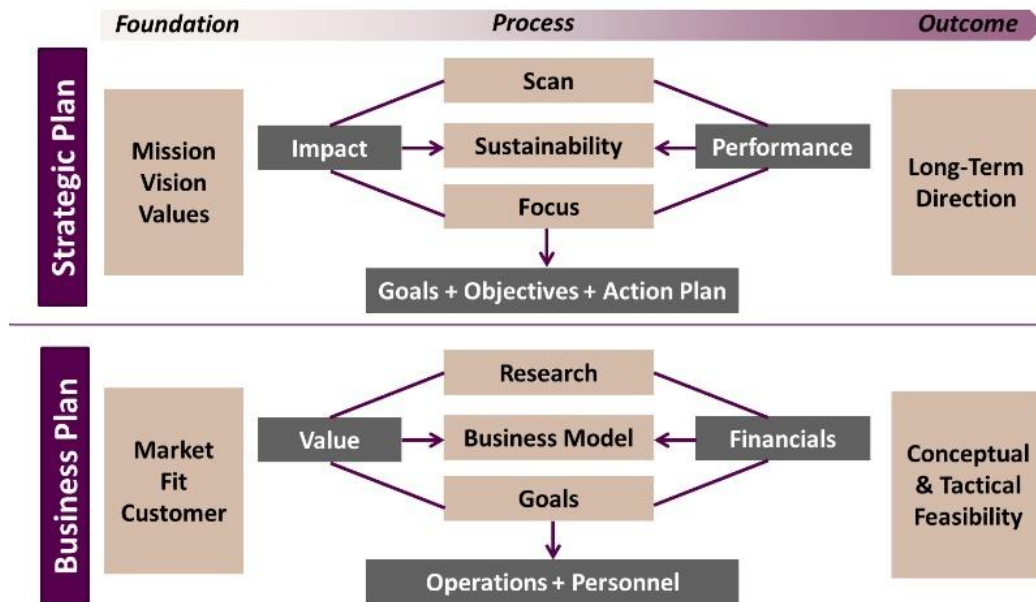 Foundation
Process
Outcome
Strategic Plan
Mission
Vision
Values
Impact
Scan
Sustainability
Focus
Performance
Goals + Objectives + Action Plan
Long-Term
Direction
Business Plan
Market
Fit
Customer
Value
Research
Business Model
Goals
Financials
Operations + Personnel
Conceptual
& Tactical
Feasibility